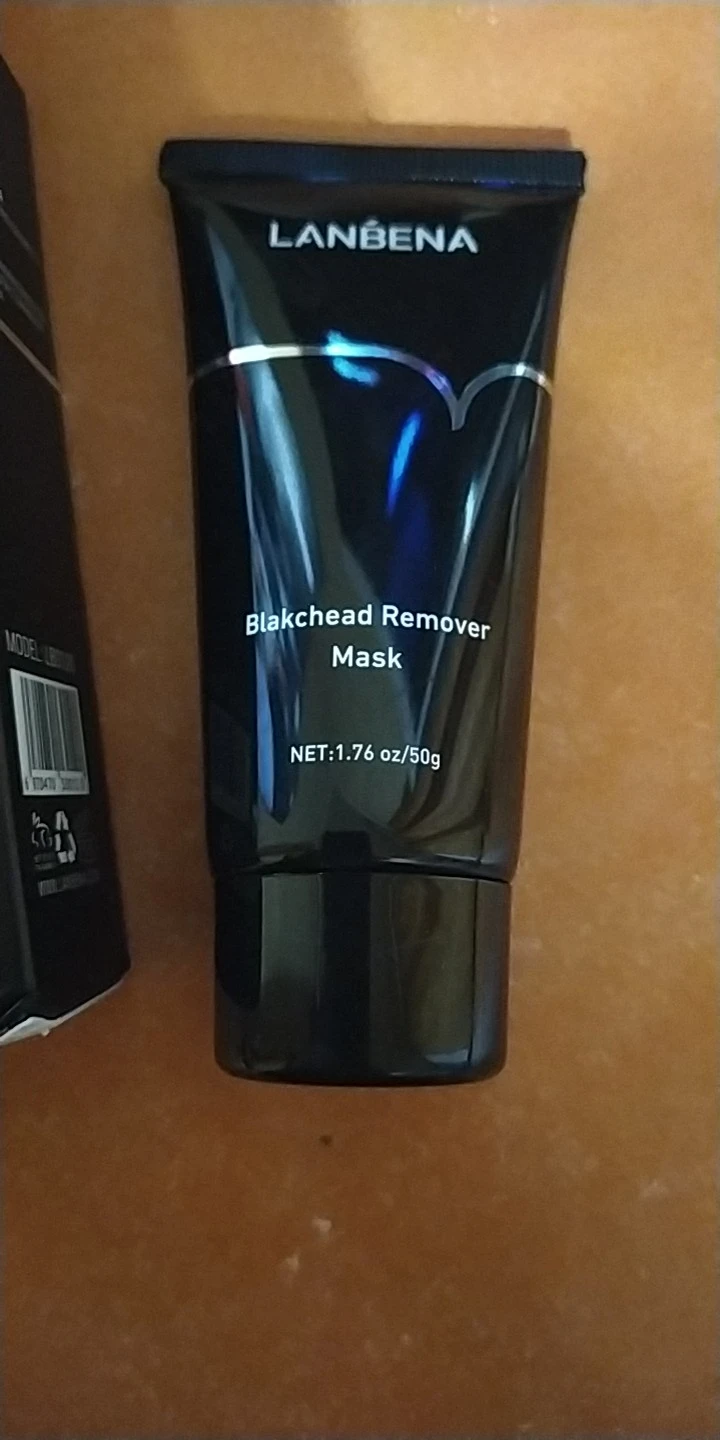 LANBENA
Blakchead Remover
Mask
NET:1.76 oz/50g
MODEL: